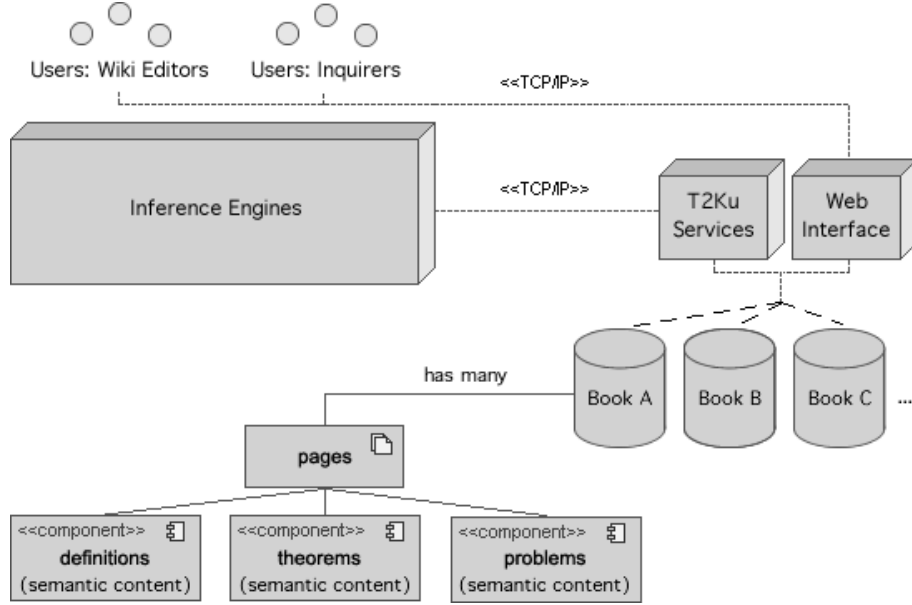 Users: Wiki Editors
Users: Inquirers
<<TCP/IP>>
Inference Engines
<<TCP/IP>>
T2Ku
Services
Web
Interface
has many
Book A
Book B
Book C
...
pages
<<component>>
definitions
(semantic content)
<<component>>
theorems
(semantic content)
<<component>>
problems
(semantic content)